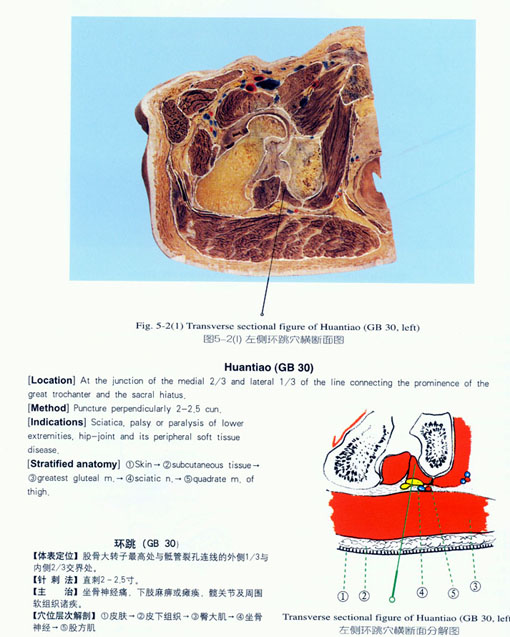 Fig. 5-2(1) Transverse sectional figure of Huantiao (GB 30, left)
图5-2(1) 左侧环跳穴横断面图
Huantiao (GB 30)
[Location] At the junction of the medial 2/3 and lateral 1/3 of the line connecting the prominence of the
great trochanter and the sacral hiatus.
[Method] Puncture perpendicularly 2-2.5 cun.
[Indications] Sciatica, palsy or paralysis of lower
extremities, hip-joint and its peripheral soft tissue
disease.
[Stratified anatomy] ①Skin→②subcutaneous tissue→
③greatest gluteal m.→④sciatic n.→⑤quadrate m. of
thigh.
环跳 (GB 30)
【体表定位】股骨大转子最高处与骶管裂孔连线的外侧1/3与
内侧2/3交界处。
【针 刺 法】直刺2-2.5寸。
【主 治】坐骨神经痛、下肢麻痹或瘫痪、髋关节及周围
软组织诸疾。
【穴位层次解剖】①皮肤→②皮下组织→③臀大肌→④坐骨
神经→⑤股方肌
① ② ④ ⑤ ③
Transverse sectional figure of Huantiao (GB 30, left
左侧环跳穴横断面分解图